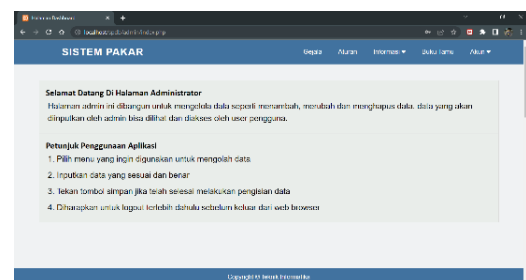 localhost
SISTEM PAKAR
Gejala Aturan Informasi Buku Tamu Akun
Selamat Datang Di Halaman Administrator
Halaman admin ini dibangun untuk mengelola data seperti menambah, merubah dan menghapus data. data yang akan
diinputkan oleh admin bisa dilihat dan diakses oleh user pengguna.
Petunjuk Penggunaan Aplikasi
1. Pilih menu yang ingin digunakan untuk mengolah data
2. Inputkan data yang sesuai dan benar
3. Tekan tombol simpan jika telah selesai melakukan pengisian data
4. Diharapkan untuk logout terlebih dahulu sebelum keluar dari web browser
Copyright © Teknik Informatika